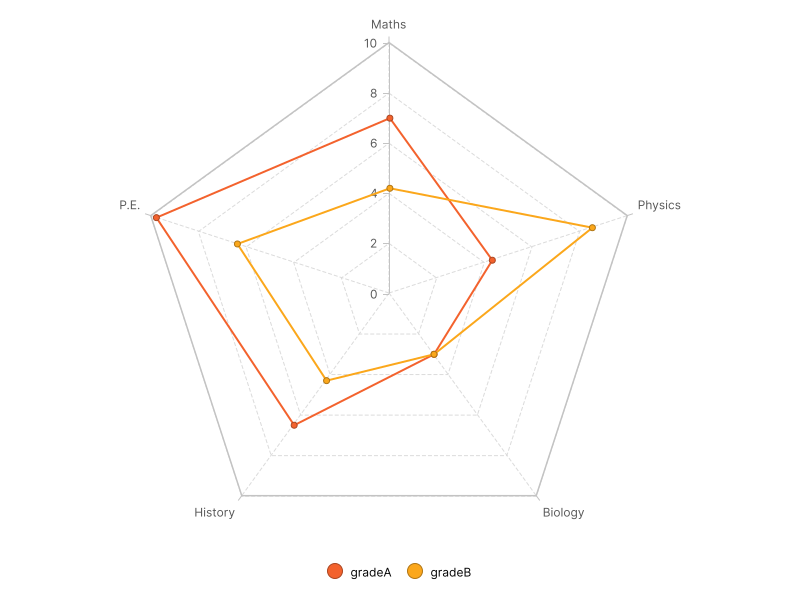 Maths
10
8
6
4
2
0
P.E.
Physics
History
Biology
gradeA
gradeB